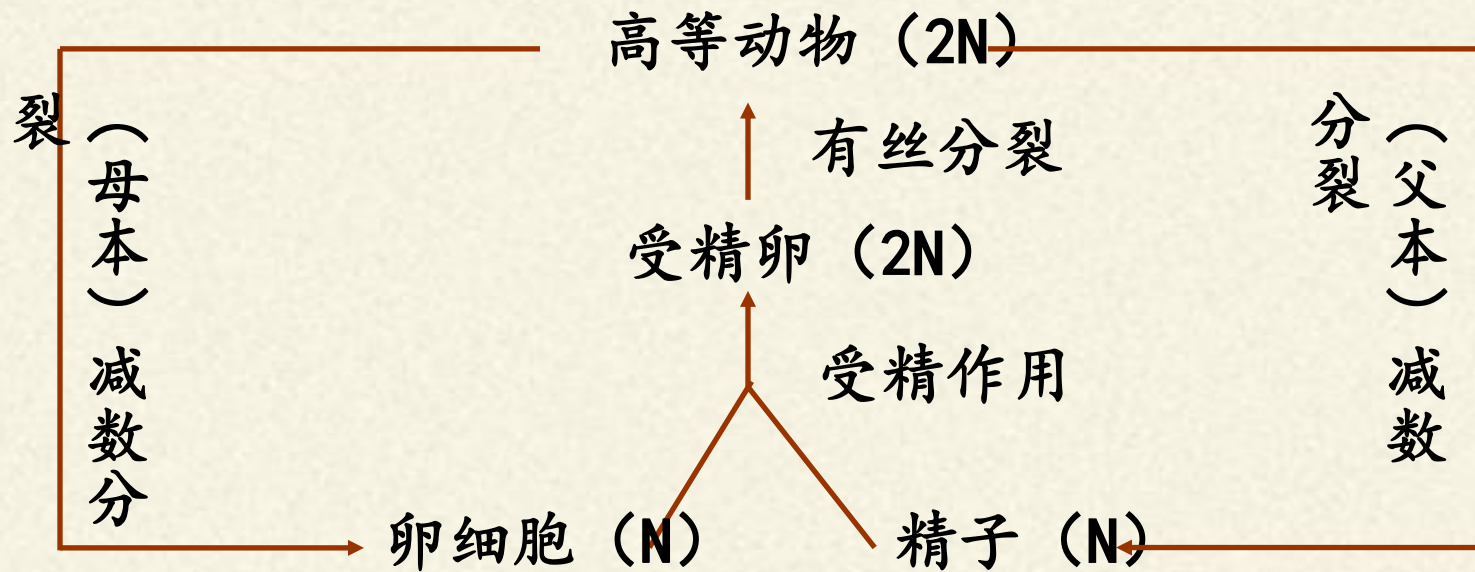 高等动物（2N）
（母本）减数分
裂
有丝分裂
（父本）减数
分裂
受精卵（2N）
受精作用
卵细胞（N）
精子（N）